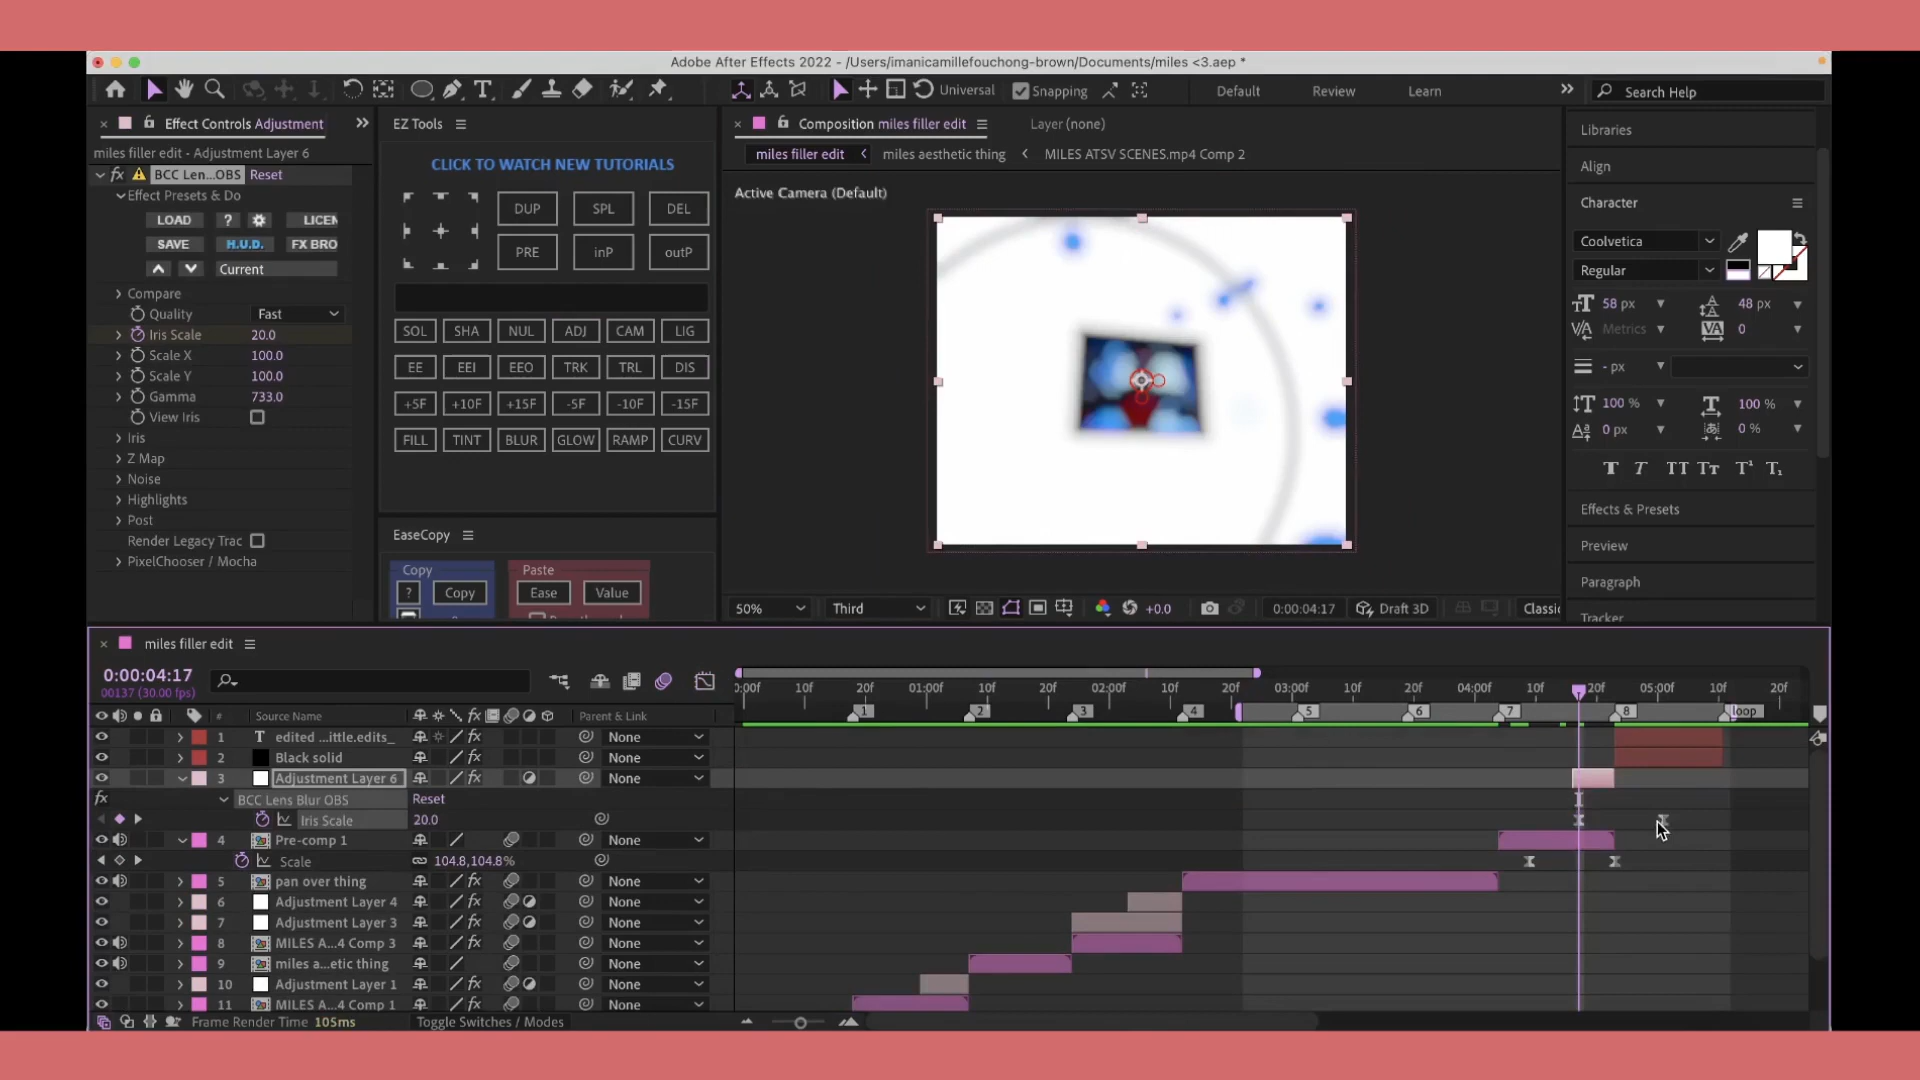 Adobe After Effects 2022 - /Users/imanicamillefouchong-brown/Documents/miles <3.aep *
Universal Snapping Default Review Learn Search Help
Effect Controls Adjustment
miles filler edit - Adjustment Layer 6
fx BCC Len...OBS Reset
Effect Presets & Do
LOAD ? LICEN
SAVE H.U.D. FX BRO
Current
Compare
Quality Fast
Iris Scale 20.0
Scale X 100.0
Scale Y 100.0
Gamma 733.0
View Iris
Iris
Z Map
Noise
Highlights
Post
Render Legacy Trac
PixelChooser / Mocha
EZ Tools
CLICK TO WATCH NEW TUTORIALS
DUP SPL DEL
PRE inP outP
SOL SHA NUL ADJ CAM LIG
EE EEI EEO TRK TRL DIS
+5F +10F +15F -5F -10F -15F
FILL TINT BLUR GLOW RAMP CURV
EaseCopy
Copy Paste
? Copy Ease Value
Composition miles filler edit Layer (none)
miles filler edit miles aesthetic thing MILES ATSV SCENES.mp4 Comp 2
Active Camera (Default)
50% Third +0.0 0:00:04:17 Draft 3D Classic
Libraries
Align
Character
Coolvetica
Regular
58 px 48 px
Metrics 0
- px
100 % 100 %
0 px 0 %
T T TT Tт T¹ T₁
Effects & Presets
Preview
Paragraph
Tracker
miles filler edit
0:00:04:17
00137 (30.00 fps)
0:00f 10f 20f 01:00f 10f 20f 02:00f 10f 20f 03:00f 10f 20f 04:00f 10f 20f 05:00f 10f 20f
# Source Name fx Parent & Link
1 2 3 4 5 6 7 8 loop
1 T edited ...ittle.edits_ fx None
2 Black solid None
3 Adjustment Layer 6 fx None
fx BCC Lens Blur OBS Reset
Iris Scale 20.0
4 Pre-comp 1 None
Scale 104.8,104.8%
5 pan over thing fx None
6 Adjustment Layer 4 fx None
7 Adjustment Layer 3 fx None
8 MILES A...4 Comp 3 fx None
9 miles a...etic thing None
10 Adjustment Layer 1 fx None
11 MILES A...4 Comp 1 fx None
Frame Render Time 105ms Toggle Switches / Modes